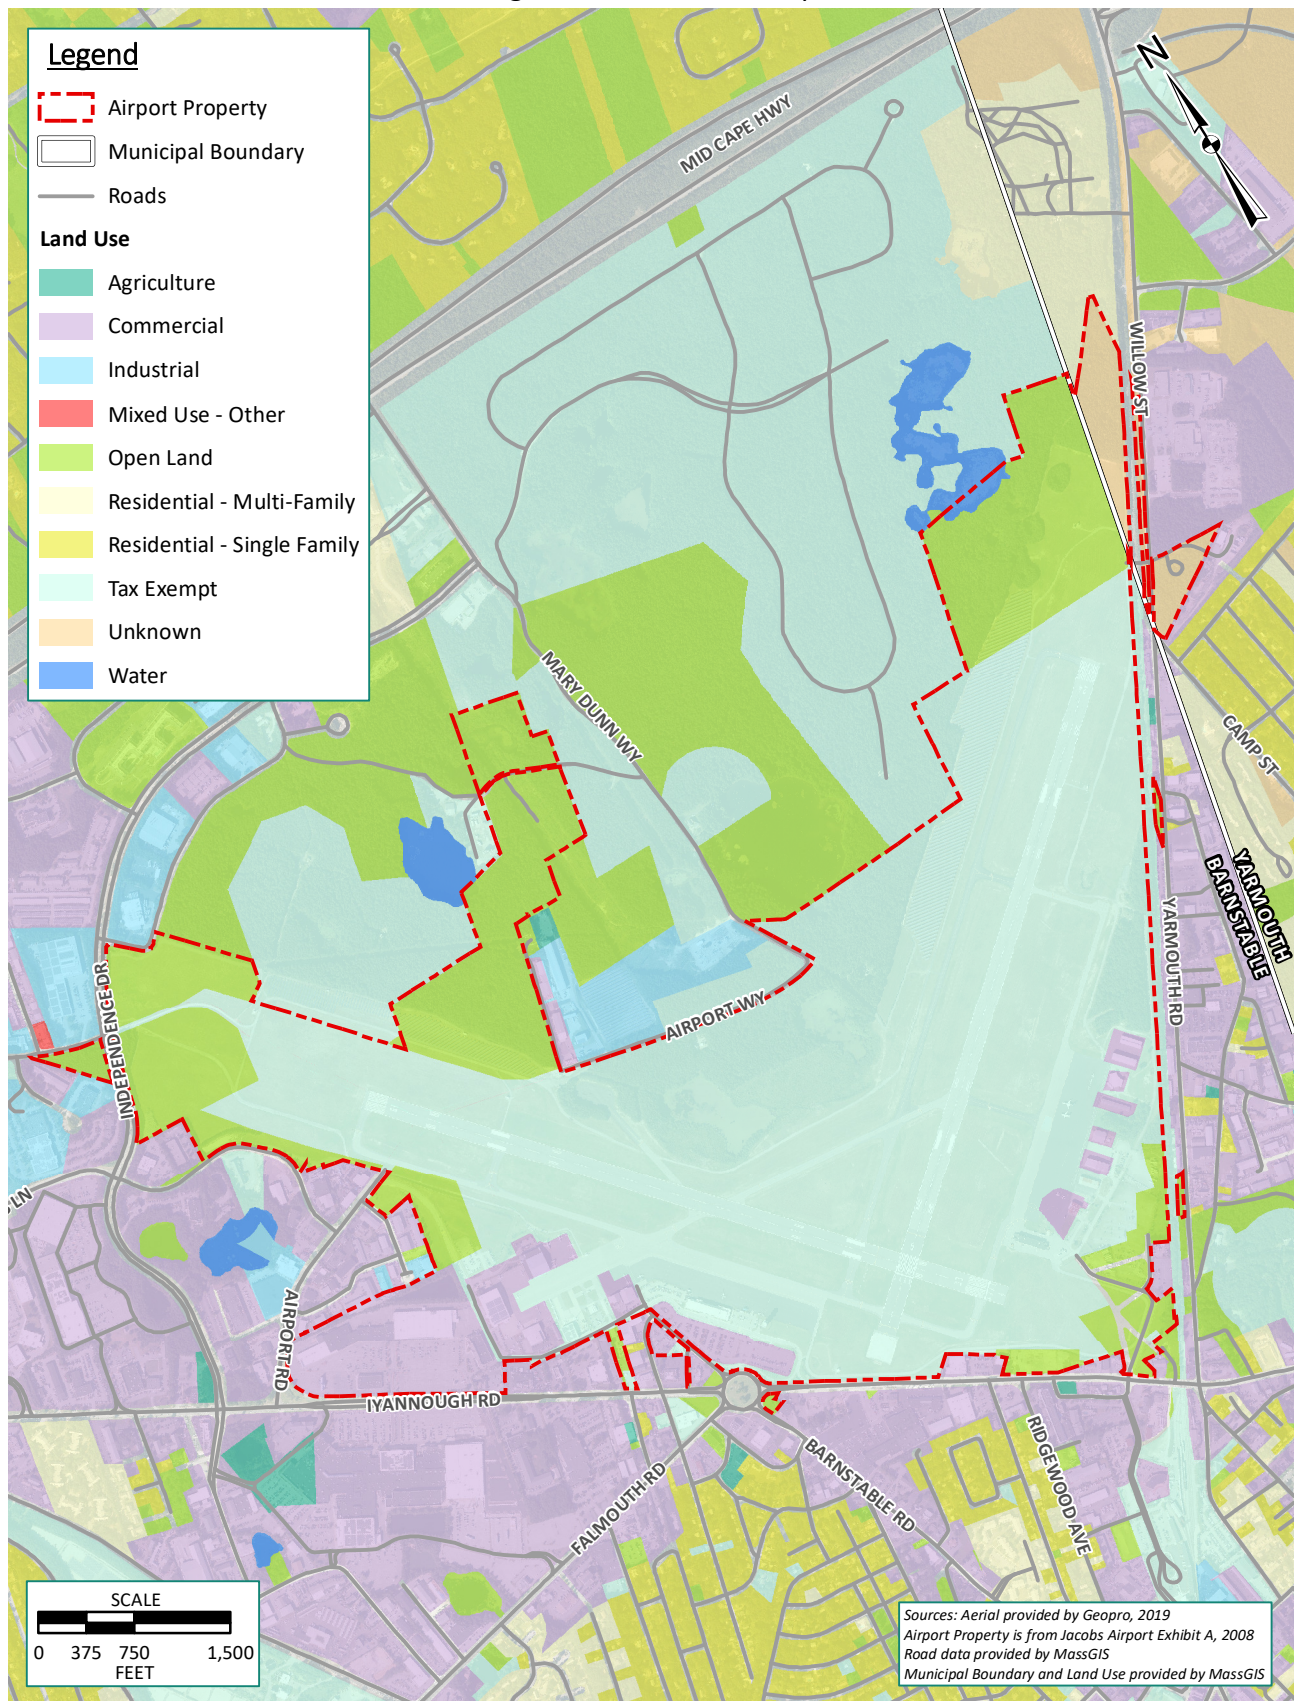 Legend
Airport Property
Municipal Boundary
Roads
Land Use
Agriculture
Commercial
Industrial
Mixed Use - Other
Open Land
Residential - Multi-Family
Residential - Single Family
Tax Exempt
Unknown
Water
N
MID CAPE HWY
WILLOW ST
MARY DUNN WY
CAMP ST
YARMOUTH
BARNSTABLE
YARMOUTH RD
INDEPENDENCE DR
AIRPORT WY
LN
AIRPORT RD
IYANNOUGH RD
FALMOUTH RD
BARNSTABLE RD
RIDGEWOOD AVE
SCALE
0 375 750 1,500
FEET
Sources: Aerial provided by Geopro, 2019
Airport Property is from Jacobs Airport Exhibit A, 2008
Road data provided by MassGIS
Municipal Boundary and Land Use provided by MassGIS